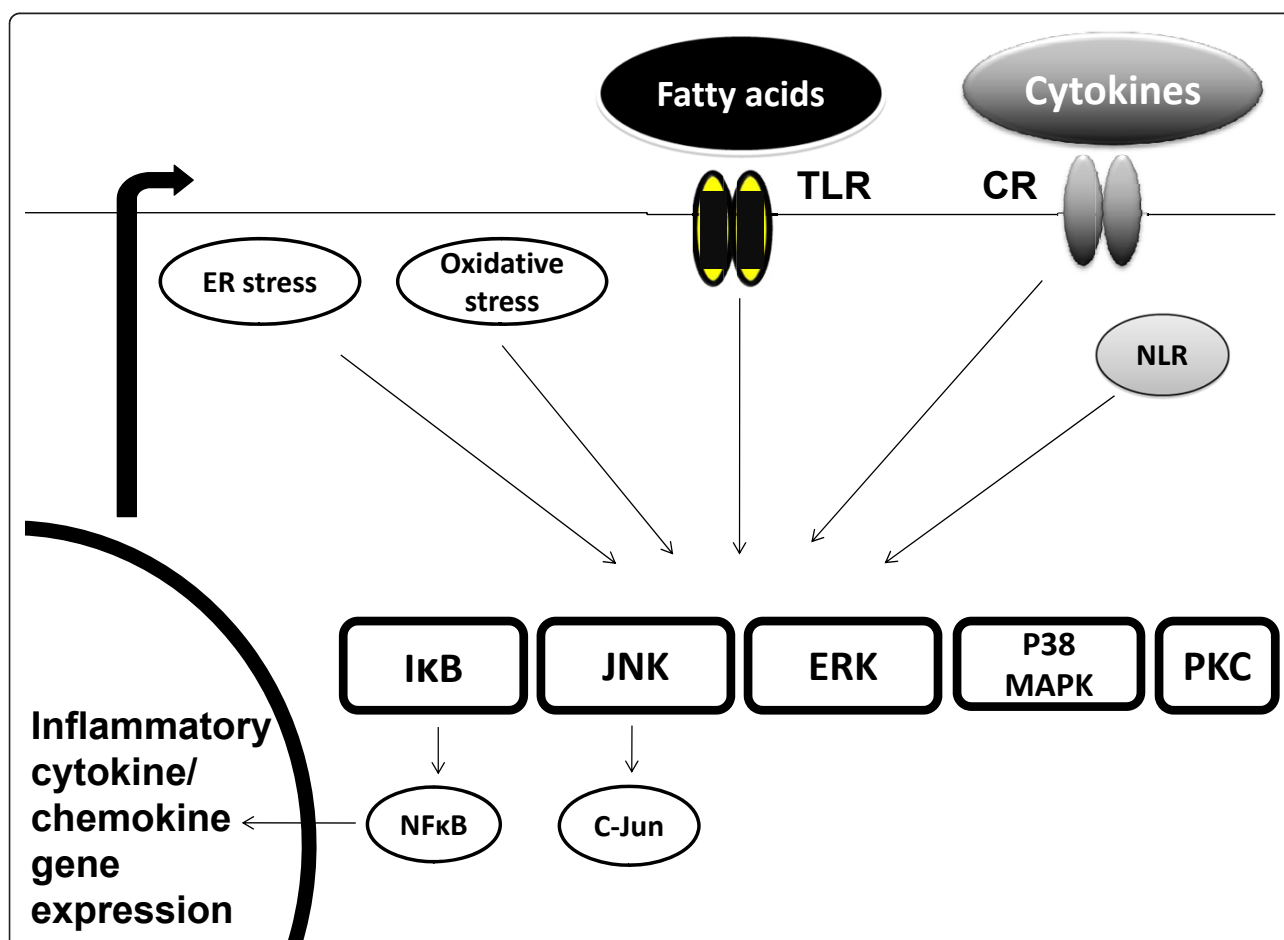 Fatty acids
Cytokines
TLR
CR
ER stress
Oxidative
stress
NLR
IκB
JNK
ERK
P38
MAPK
PKC
Inflammatory
cytokine/
chemokine
gene
expression
NFκB
C-Jun